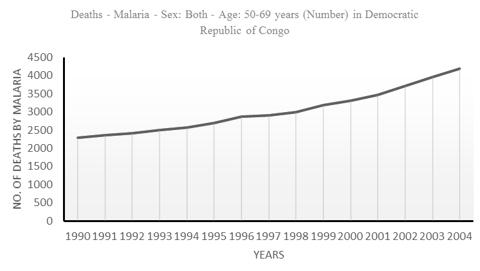 Deaths - Malaria - Sex: Both - Age: 50-69 years (Number) in Democratic
Republic of Congo
4500
4000
3500
3000
2500
2000
1500
1000
500
0
NO. OF DEATHS BY MALARIA
1990 1991 1992 1993 1994 1995 1996 1997 1998 1999 2000 2001 2002 2003 2004
YEARS